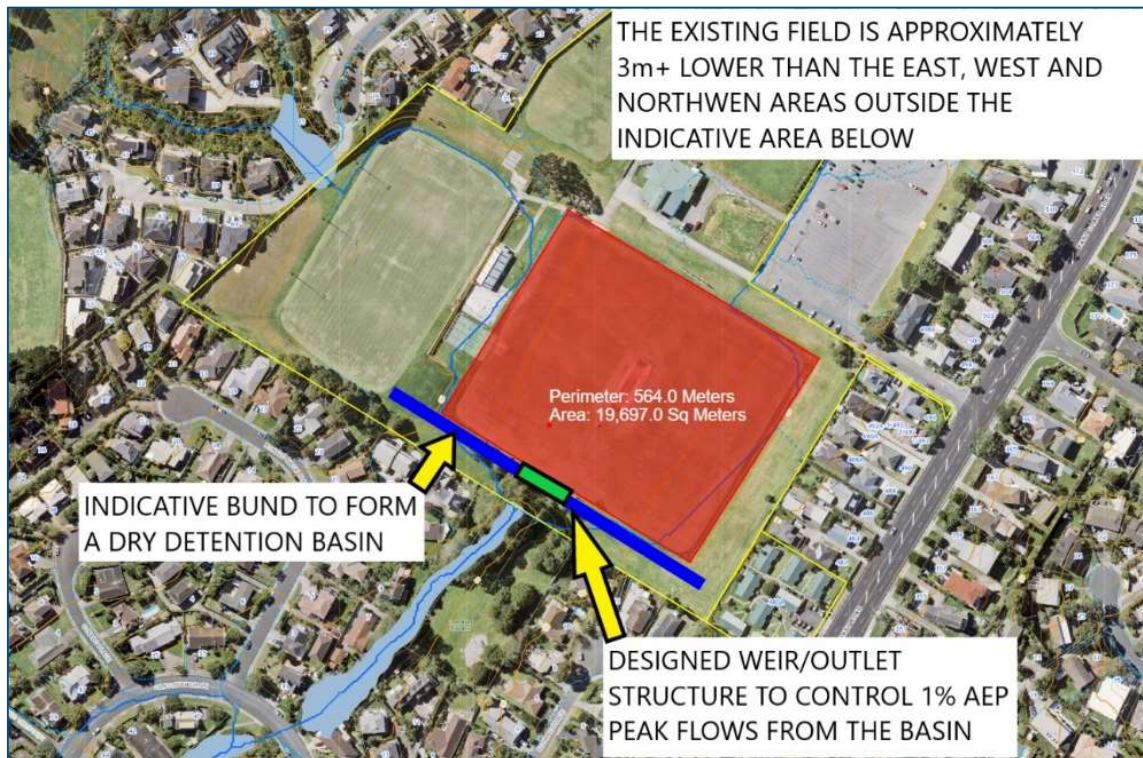 THE EXISTING FIELD IS APPROXIMATELY
3m+ LOWER THAN THE EAST, WEST AND
NORTHWEN AREAS OUTSIDE THE
INDICATIVE AREA BELOW
Perimeter: 564.0 Meters
Area: 19,697.0 Sq Meters
INDICATIVE BUND TO FORM
A DRY DETENTION BASIN
DESIGNED WEIR/OUTLET
STRUCTURE TO CONTROL 1% AEP
PEAK FLOWS FROM THE BASIN